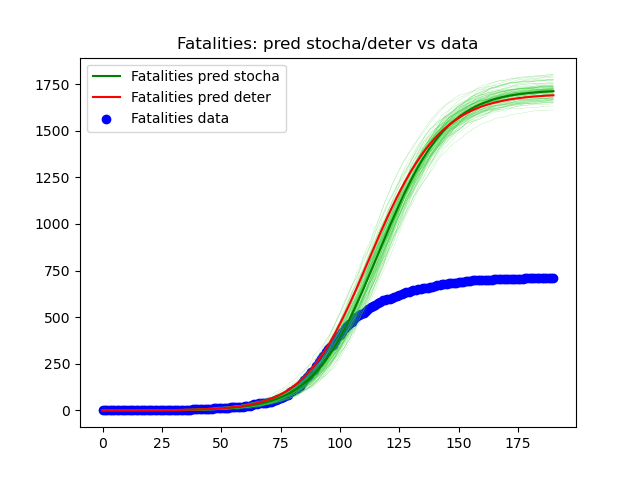 Fatalities: pred stocha/deter vs data
Fatalities pred stocha
Fatalities pred deter
Fatalities data
1750
1500
1250
1000
750
500
250
0
0 25 50 75 100 125 150 175